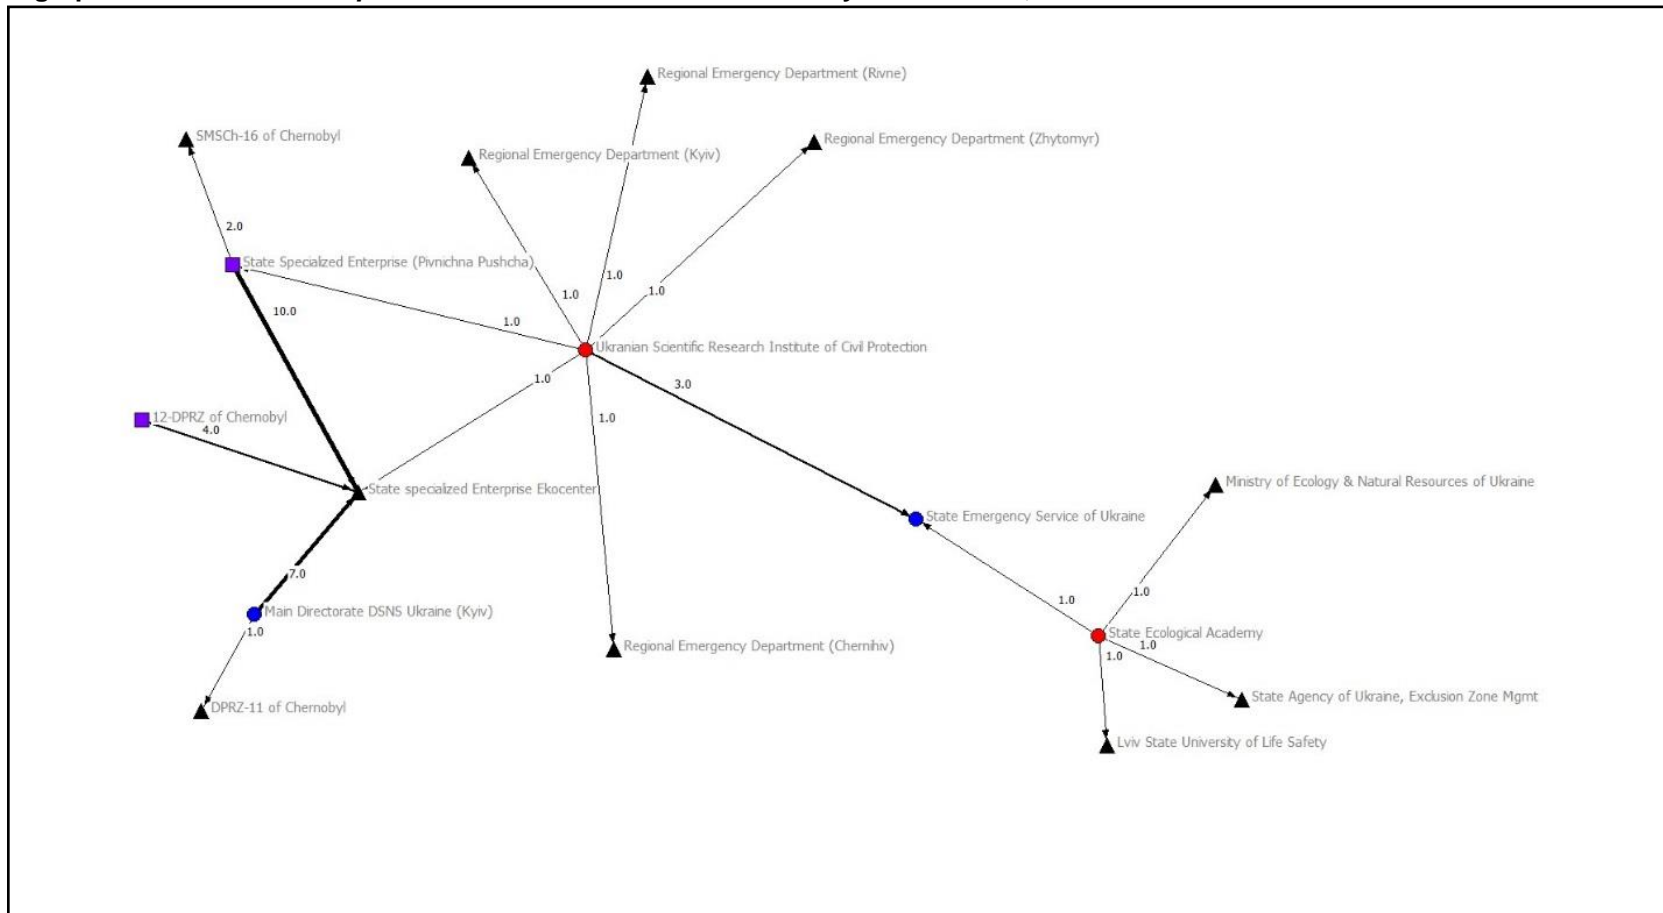 Regional Emergency Department (Rivne)
SMSCh-16 of Chernobyl
Regional Emergency Department (Zhytomyr)
Regional Emergency Department (Kyiv)
2.0
State Specialized Enterprise (Pivnichna Pushcha)
1.0
1.0
1.0
10.0
1.0
Ukranian Scientific Research Institute of Civil Protection
1.0
3.0
12-DPRZ of Chernobyl
4.0
1.0
State specialized Enterprise Ekocenter
Ministry of Ecology & Natural Resources of Ukraine
State Emergency Service of Ukraine
7.0
1.0
1.0
Main Directorate DSNS Ukraine (Kyiv)
1.0
State Ecological Academy
1.0
1.0
Regional Emergency Department (Chernihiv)
State Agency of Ukraine, Exclusion Zone Mgmt
DPRZ-11 of Chernobyl
Lviv State University of Life Safety